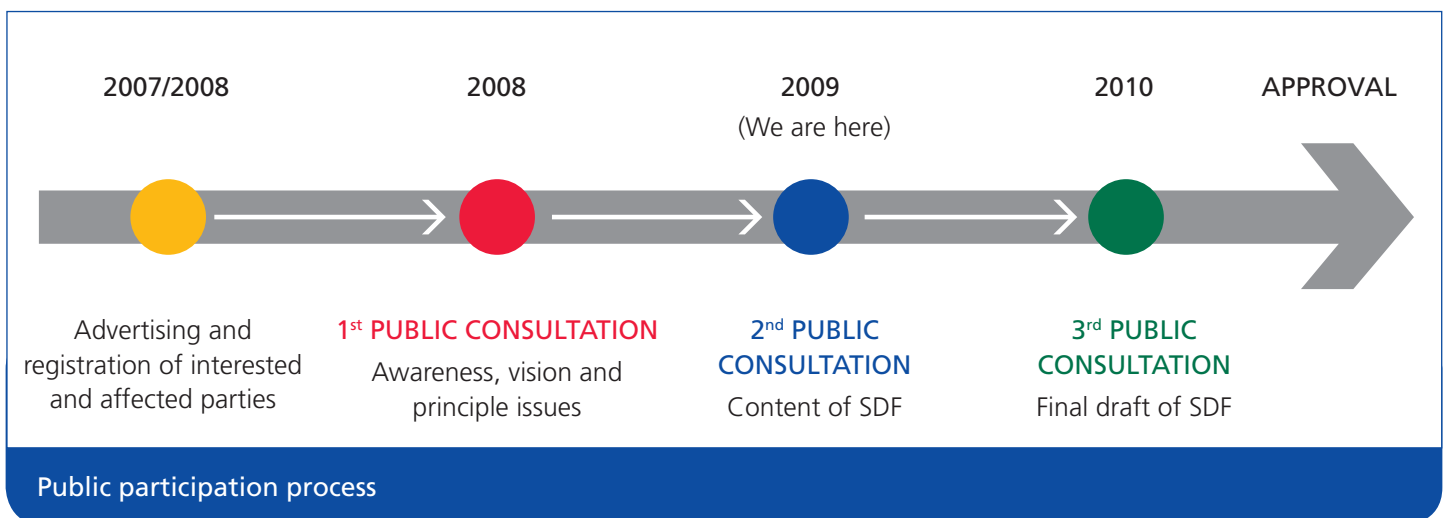 2007/2008
2008
2009
(We are here)
2010
APPROVAL
Advertising and
registration of interested
and affected parties
1st PUBLIC CONSULTATION
Awareness, vision and
principle issues
2nd PUBLIC
CONSULTATION
Content of SDF
3rd PUBLIC
CONSULTATION
Final draft of SDF
Public participation process